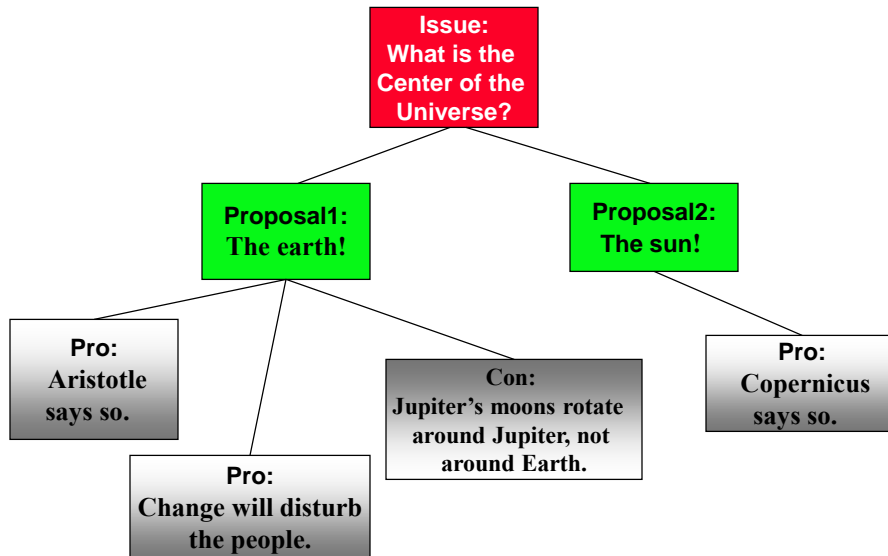 Issue:
What is the
Center of the
Universe?
Proposal1:
The earth!
Proposal2:
The sun!
Pro:
Aristotle
says so.
Pro:
Change will disturb
the people.
Con:
Jupiter’s moons rotate
around Jupiter, not
around Earth.
Pro:
Copernicus
says so.